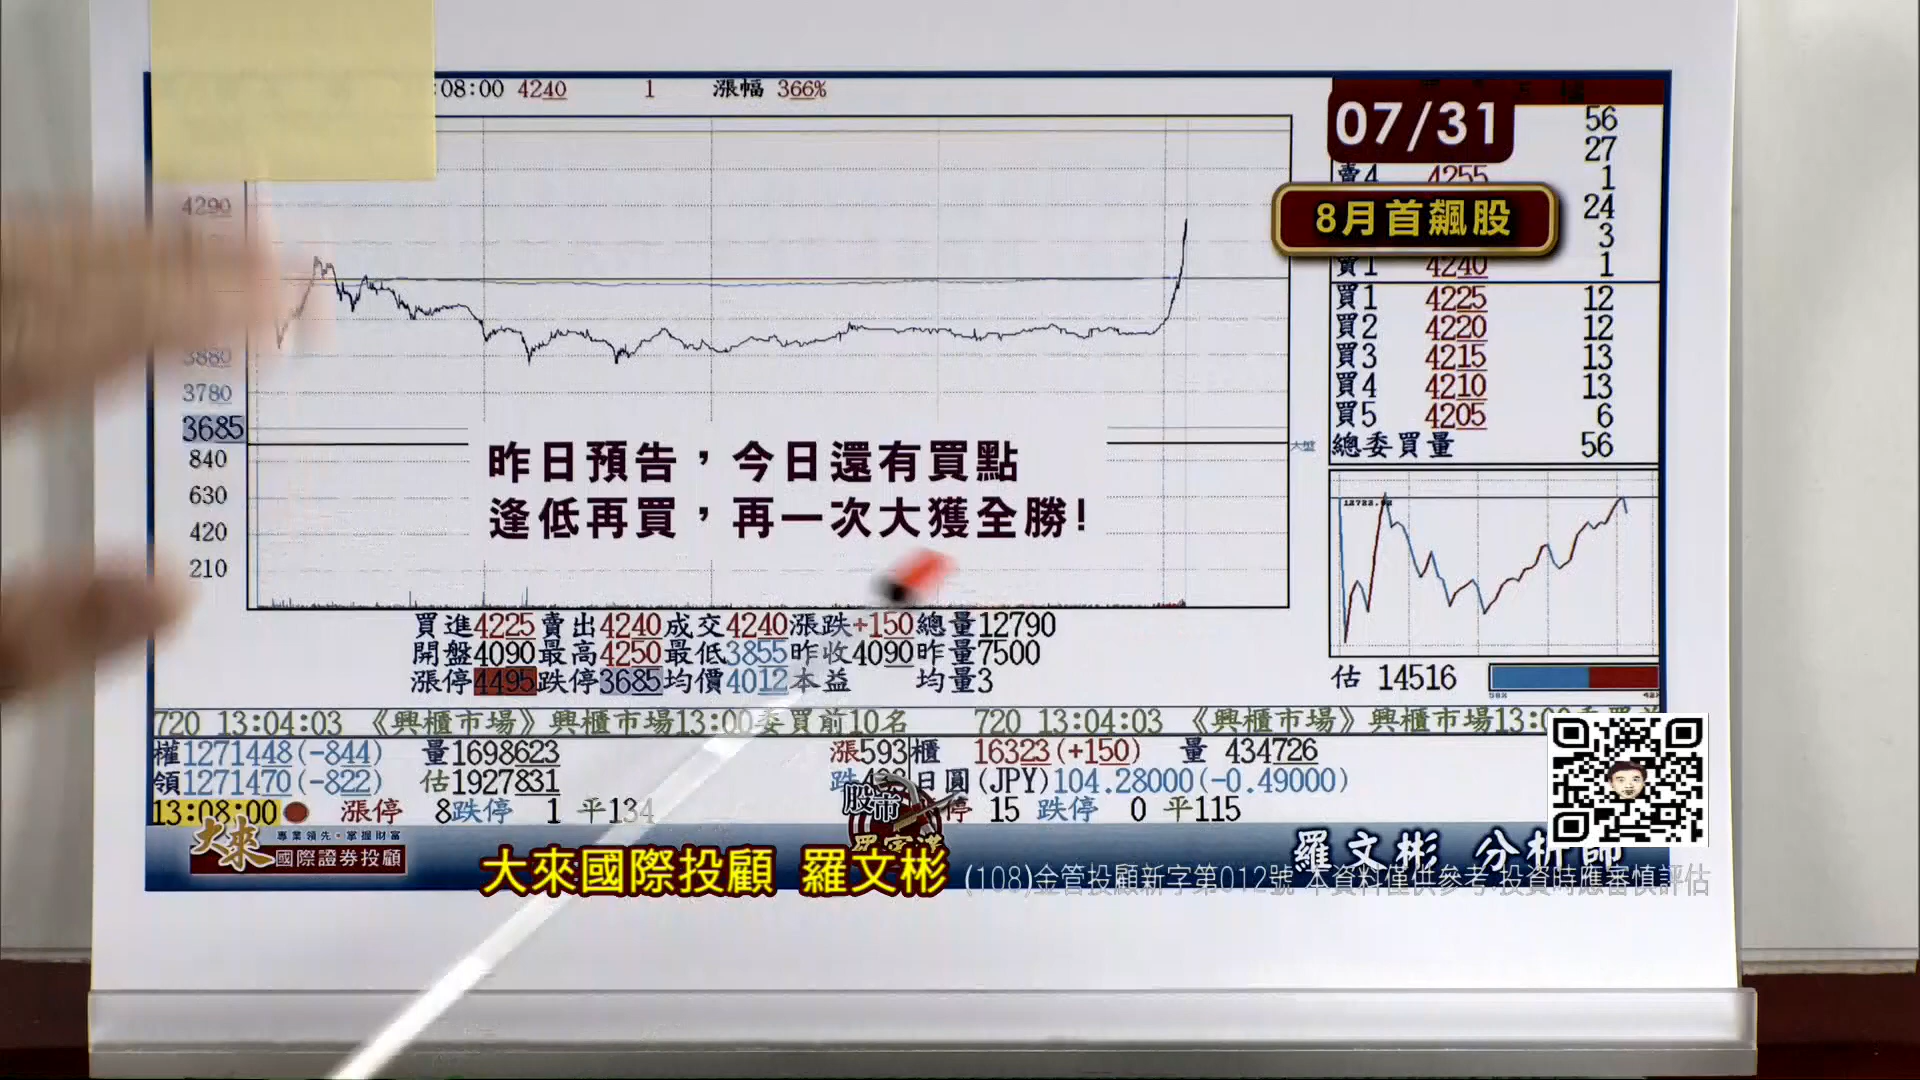 :08:00 4240 1 漲幅 366%
07/31
56
27
賣4 4255 1
8月首飆股
24
3
4240 1
買1 4225 12
買2 4220 12
買3 4215 13
買4 4210 13
買5 4205 6
總委買量 56
4290
3880
3780
3685
840
630
420
210
大盤
昨日預告，今日還有買點
逢低再買，再一次大獲全勝!
買進4225賣出4240成交4240漲跌+150總量12790
開盤4090最高4250最低3855昨收4090昨量7500
漲停4495跌停3685均價4012本益 均量3
估 14516
720 13:04:03 《興櫃市場》興櫃市場13:00委買前10名 720 13:04:03 《興櫃市場》興櫃市場13:0
權1271448(-844) 量1698623 漲593櫃 16323(+150) 量 434726
領1271470(-822) 估1927831 日圓(JPY)104.28000(-0.49000)
13:08:00 漲停 8跌停 1 平134 停 15 跌停 0 平115
股市
大來 專業領先·掌握財富
國際證券投顧
羅文彬 分析師
大來國際投顧 羅文彬 (108)金管投顧新字第012號 本資料僅供參考 投資時應審慎評估